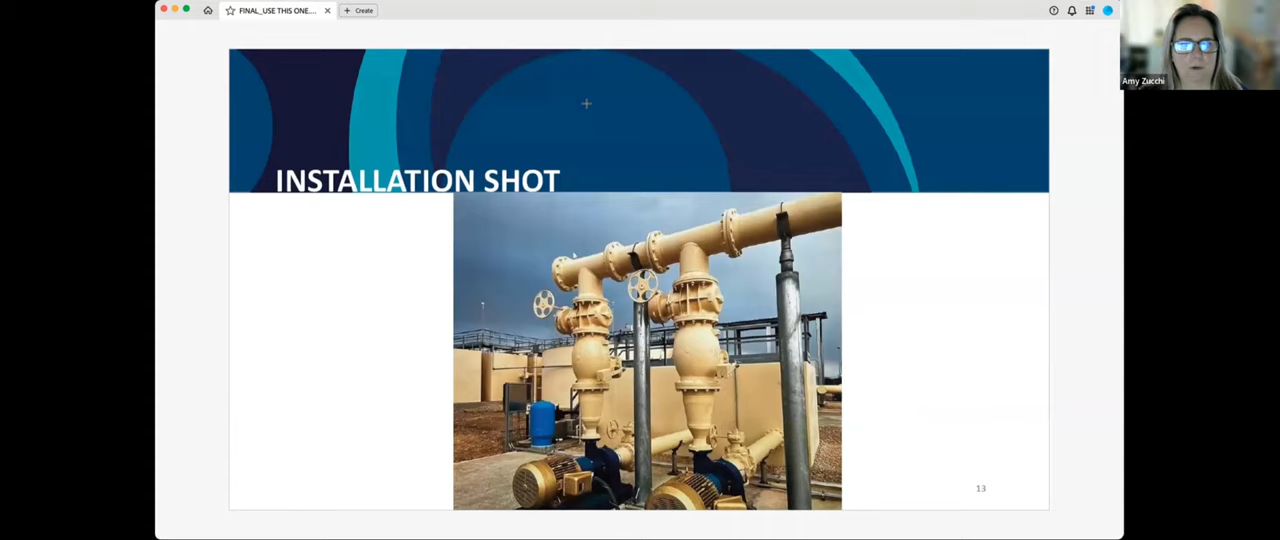 FINAL_USE THIS ONE....
Create
Amy Zucchi
INSTALLATION SHOT
13